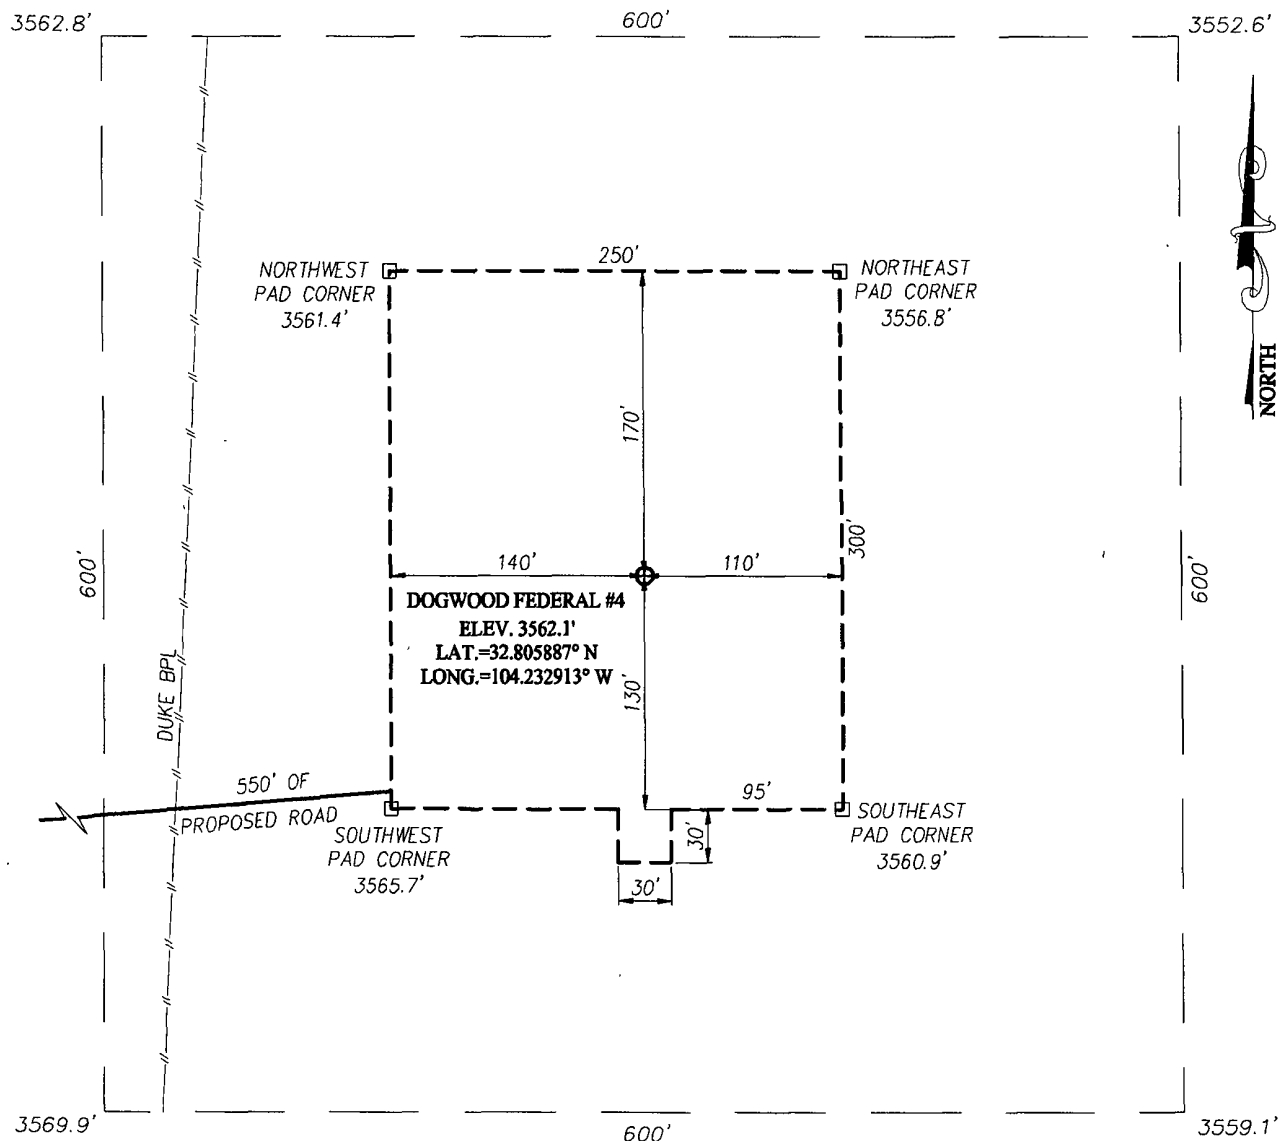 3562.8'
600'
3552.6'
NORTH
250'
NORTHWEST
PAD CORNER
3561.4'
NORTHEAST
PAD CORNER
3556.8'
170'
300'
600'
140'
110'
600'
DOGWOOD FEDERAL #4
ELEV. 3562.1'
LAT.=32.805887° N
LONG.=104.232913° W
130'
DUKE BPL
550' OF
PROPOSED ROAD
95'
SOUTHWEST
PAD CORNER
3565.7'
30'
30'
SOUTHEAST
PAD CORNER
3560.9'
3569.9'
600'
3559.1'